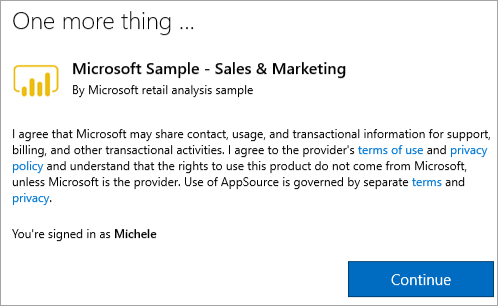 One more thing ...
Microsoft Sample - Sales & Marketing
By Microsoft retail analysis sample
I agree that Microsoft may share contact, usage, and transactional information for support,
billing, and other transactional activities. I agree to the provider's terms of use and privacy
policy and understand that the rights to use this product do not come from Microsoft,
unless Microsoft is the provider. Use of AppSource is governed by separate terms and
privacy.
You're signed in as Michele
Continue